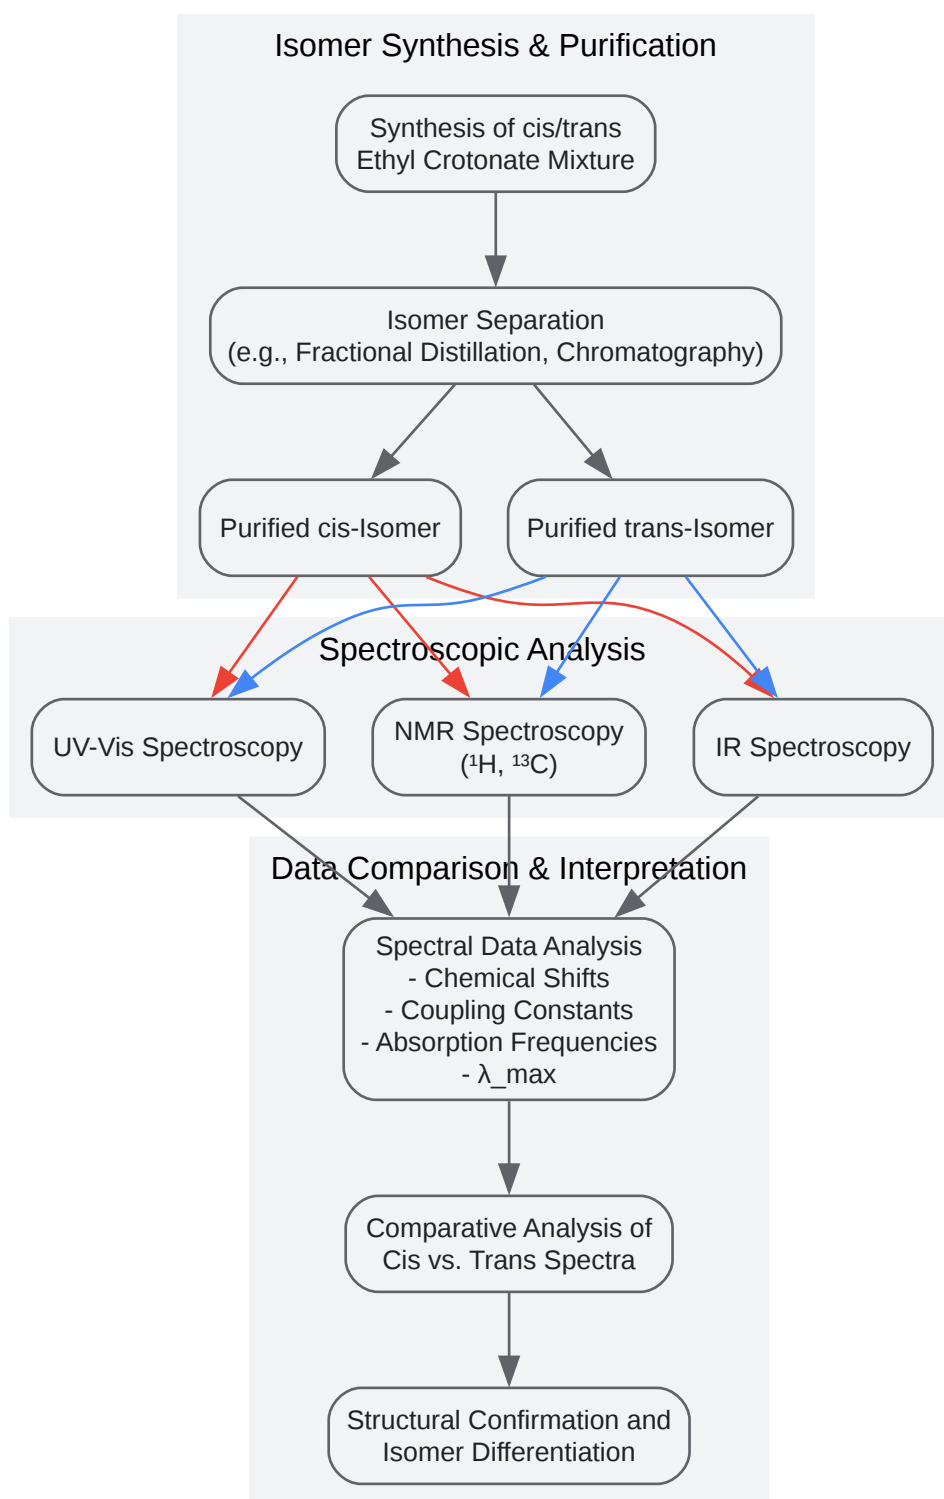 Isomer Synthesis & Purification
Synthesis of cis/trans
Ethyl Crotonate Mixture
Isomer Separation
(e.g., Fractional Distillation, Chromatography)
Purified cis-Isomer
Purified trans-Isomer
Spectroscopic Analysis
UV-Vis Spectroscopy
NMR Spectroscopy
(¹H, ¹³C)
IR Spectroscopy
Data Comparison & Interpretation
Spectral Data Analysis
- Chemical Shifts
- Coupling Constants
- Absorption Frequencies
- λ_max
Comparative Analysis of
Cis vs. Trans Spectra
Structural Confirmation and
Isomer Differentiation